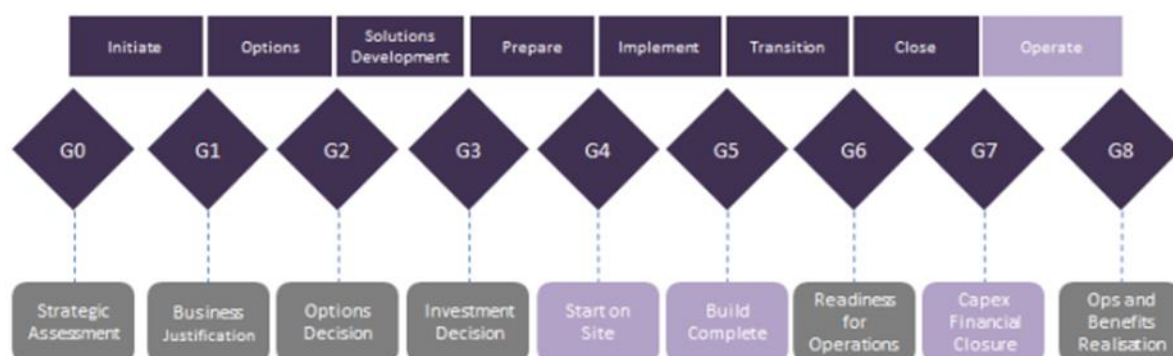 Initiate
Options
Solutions
Development
Prepare
Implement
Transition
Close
Operate
G0
G1
G2
G3
G4
G5
G6
G7
G8
Strategic
Assessment
Business
Justification
Options
Decision
Investment
Decision
Start on
Site
Build
Complete
Readiness
for
Operations
Capex
Financial
Closure
Ops and
Benefits
Realisation